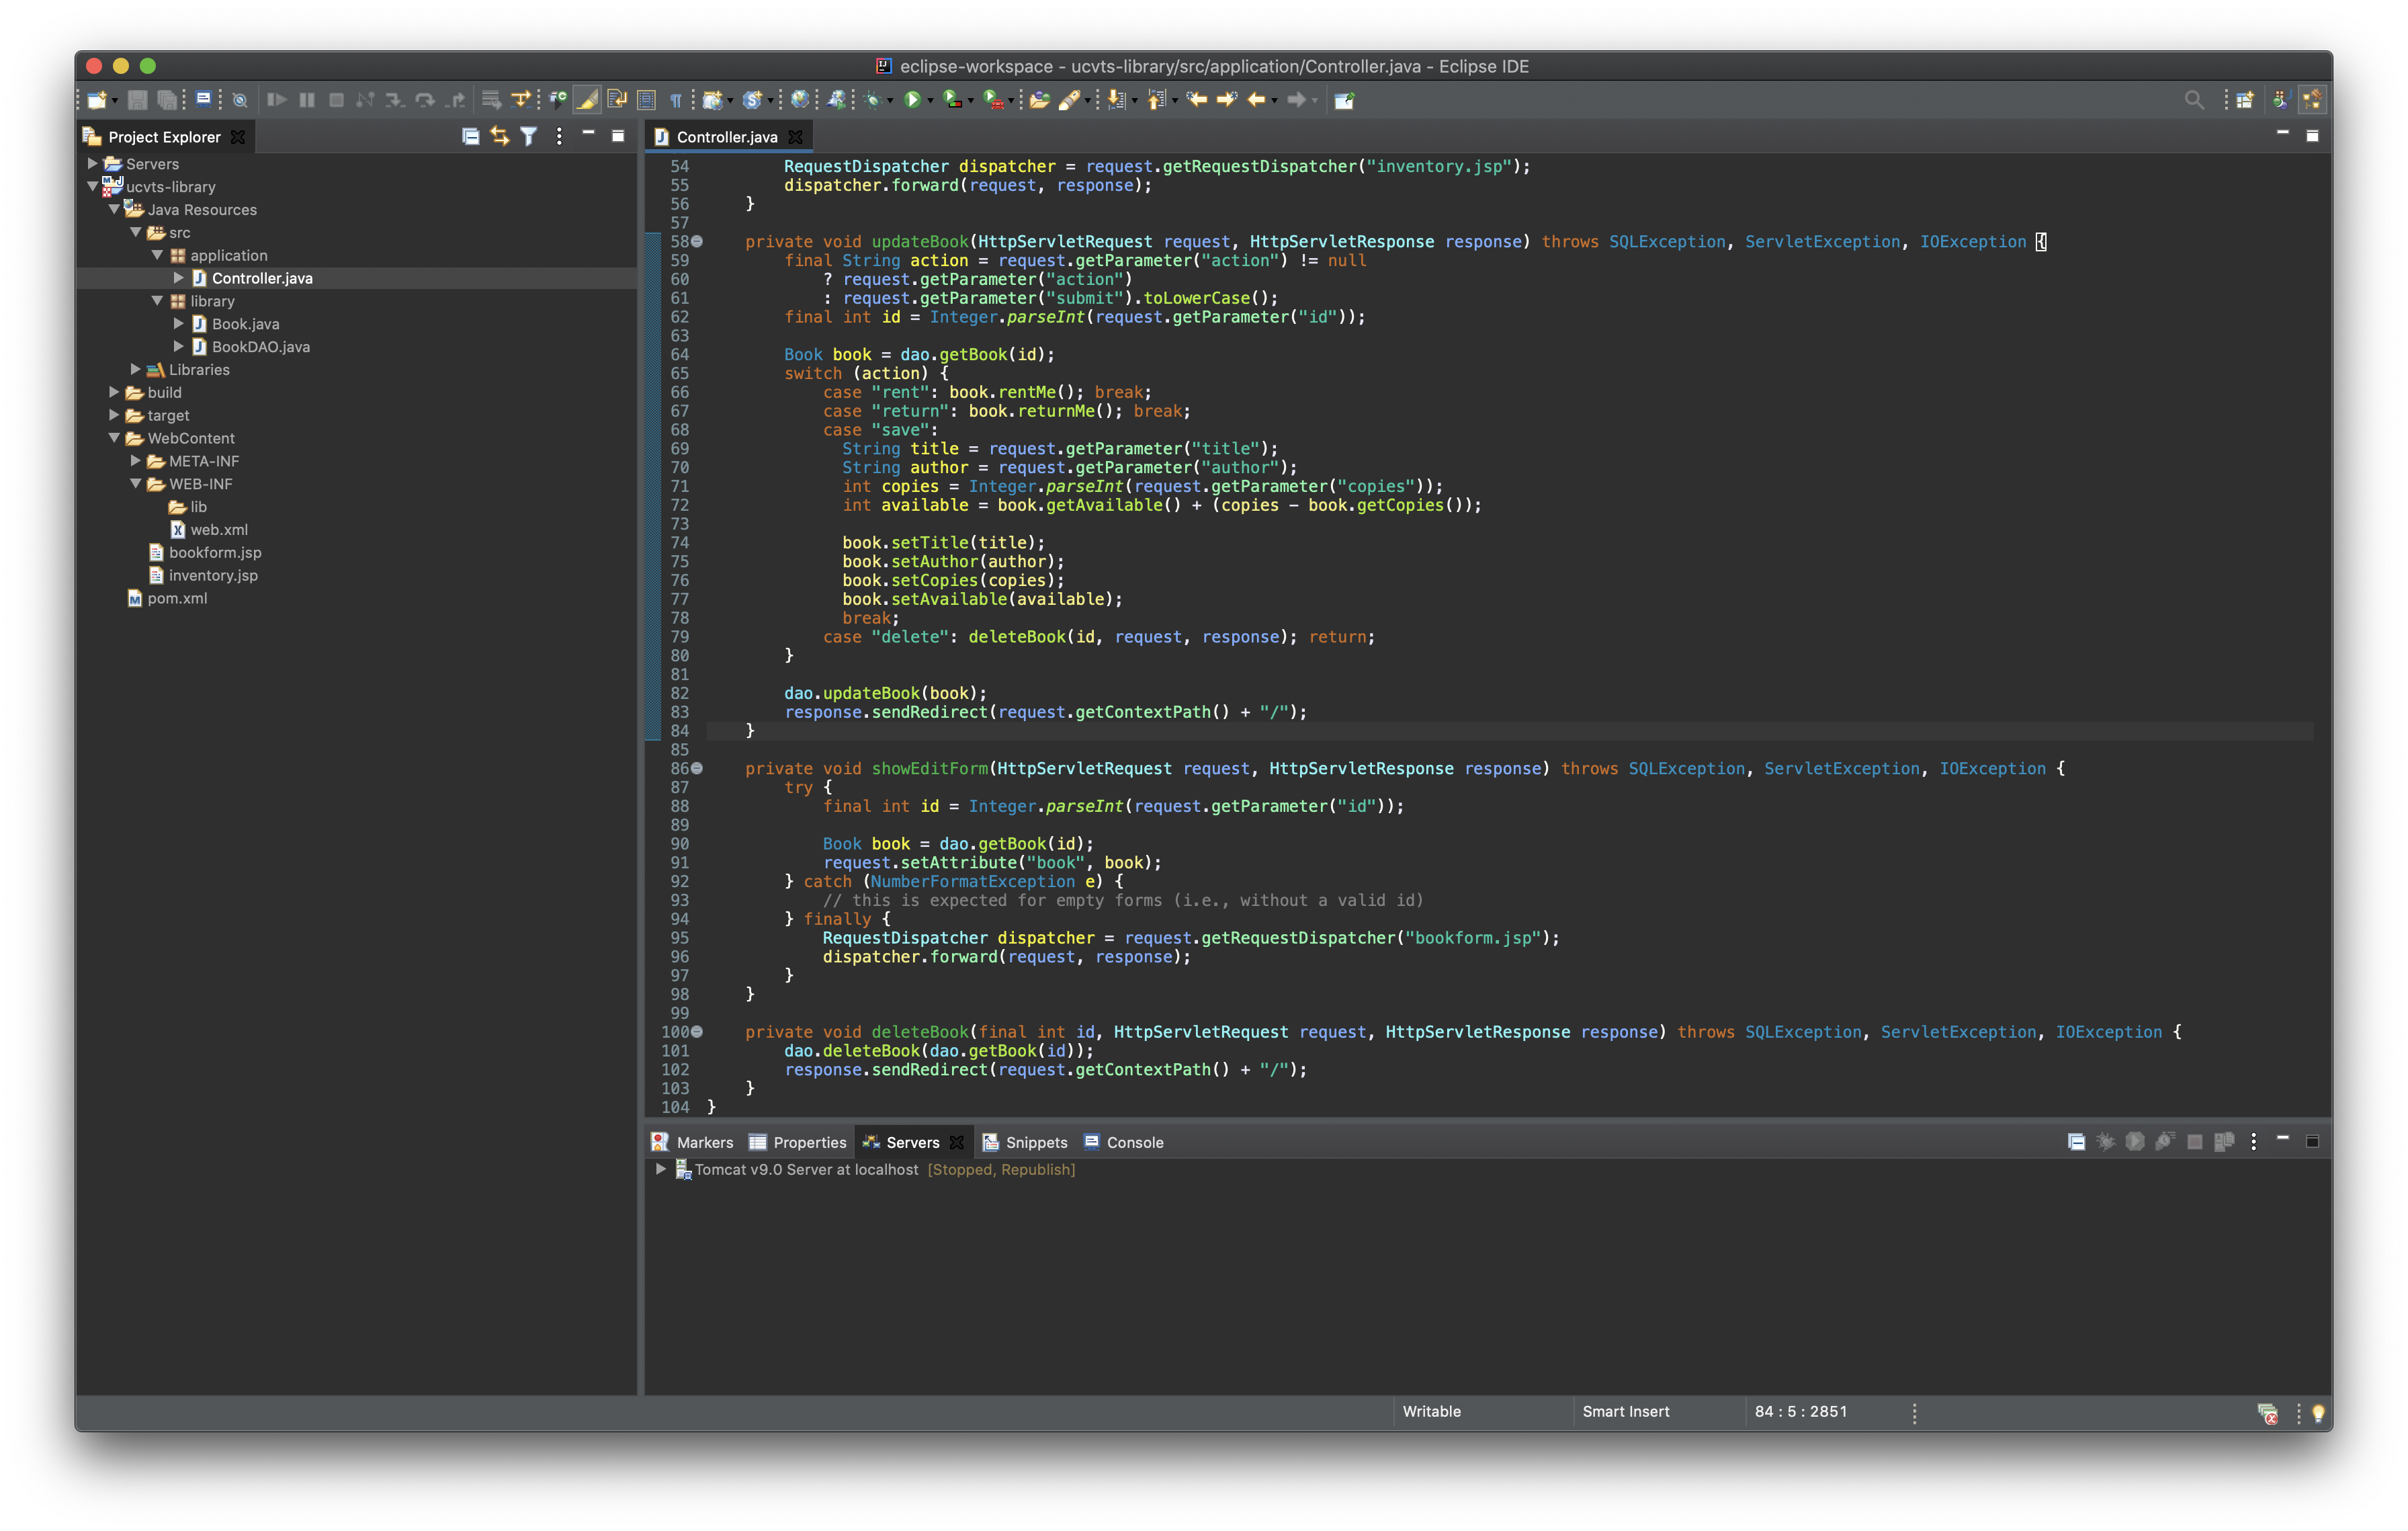 eclipse-workspace - ucvts-library/src/application/Controller.java - Eclipse IDE
Project Explorer
Servers
ucvts-library
Java Resources
src
application
Controller.java
library
Book.java
BookDAO.java
Libraries
build
target
WebContent
META-INF
WEB-INF
lib
web.xml
bookform.jsp
inventory.jsp
pom.xml
Controller.java
54         RequestDispatcher dispatcher = request.getRequestDispatcher("inventory.jsp");
55         dispatcher.forward(request, response);
56     }
57
58     private void updateBook(HttpServletRequest request, HttpServletResponse response) throws SQLException, ServletException, IOException {
59         final String action = request.getParameter("action") != null
60             ? request.getParameter("action")
61             : request.getParameter("submit").toLowerCase();
62         final int id = Integer.parseInt(request.getParameter("id"));
63
64         Book book = dao.getBook(id);
65         switch (action) {
66             case "rent": book.rentMe(); break;
67             case "return": book.returnMe(); break;
68             case "save":
69               String title = request.getParameter("title");
70               String author = request.getParameter("author");
71               int copies = Integer.parseInt(request.getParameter("copies"));
72               int available = book.getAvailable() + (copies - book.getCopies());
73
74               book.setTitle(title);
75               book.setAuthor(author);
76               book.setCopies(copies);
77               book.setAvailable(available);
78               break;
79             case "delete": deleteBook(id, request, response); return;
80         }
81
82         dao.updateBook(book);
83         response.sendRedirect(request.getContextPath() + "/");
84     }
85
86     private void showEditForm(HttpServletRequest request, HttpServletResponse response) throws SQLException, ServletException, IOException {
87         try {
88             final int id = Integer.parseInt(request.getParameter("id"));
89
90             Book book = dao.getBook(id);
91             request.setAttribute("book", book);
92         } catch (NumberFormatException e) {
93             // this is expected for empty forms (i.e., without a valid id)
94         } finally {
95             RequestDispatcher dispatcher = request.getRequestDispatcher("bookform.jsp");
96             dispatcher.forward(request, response);
97         }
98     }
99
100     private void deleteBook(final int id, HttpServletRequest request, HttpServletResponse response) throws SQLException, ServletException, IOException {
101         dao.deleteBook(dao.getBook(id));
102         response.sendRedirect(request.getContextPath() + "/");
103     }
104 }
Markers Properties Servers Snippets Console
Tomcat v9.0 Server at localhost [Stopped, Republish]
Writable Smart Insert 84 : 5 : 2851